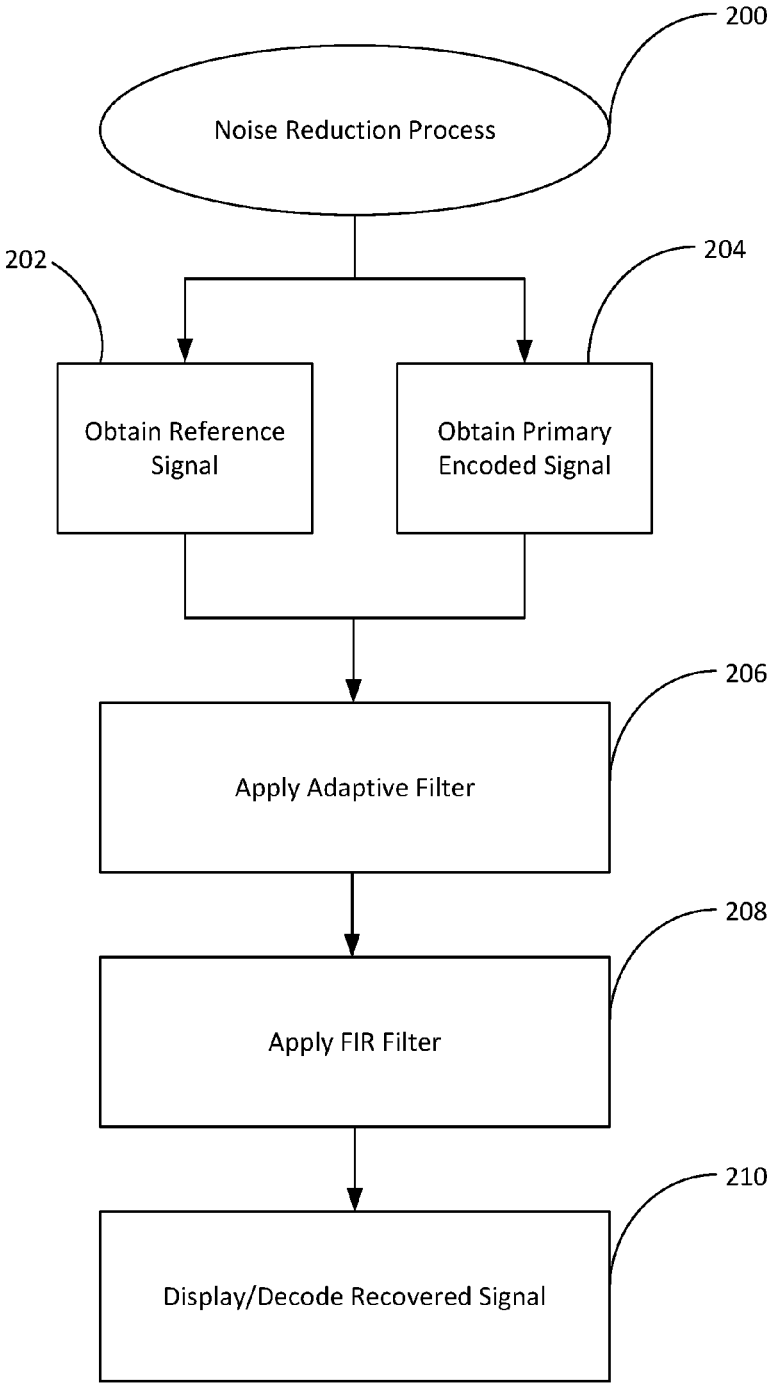 200
Noise Reduction Process
202
204
Obtain Reference
Signal
Obtain Primary
Encoded Signal
206
Apply Adaptive Filter
208
Apply FIR Filter
210
Display/Decode Recovered Signal